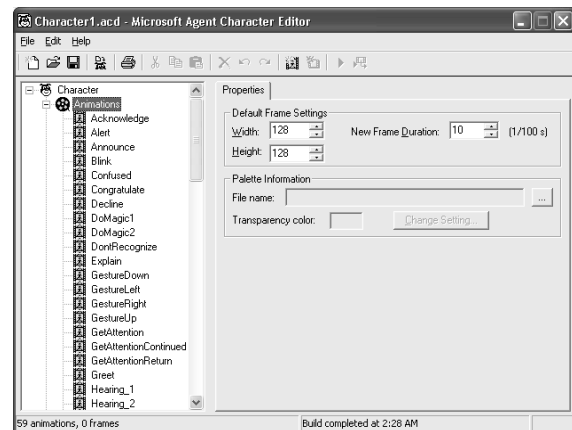 Character1.acd - Microsoft Agent Character Editor
File Edit Help
Character
Animations
Acknowledge
Alert
Announce
Blink
Confused
Congratulate
Decline
DoMagic1
DoMagic2
DontRecognize
Explain
GestureDown
GestureLeft
GestureRight
GestureUp
GetAttention
GetAttentionContinued
GetAttentionReturn
Greet
Hearing_1
Hearing_2
Properties
Default Frame Settings
Width: 128 New Frame Duration: 10 (1/100 s)
Height: 128
Palette Information
File name: ...
Transparency color: Change Setting...
59 animations, 0 frames Build completed at 2:28 AM